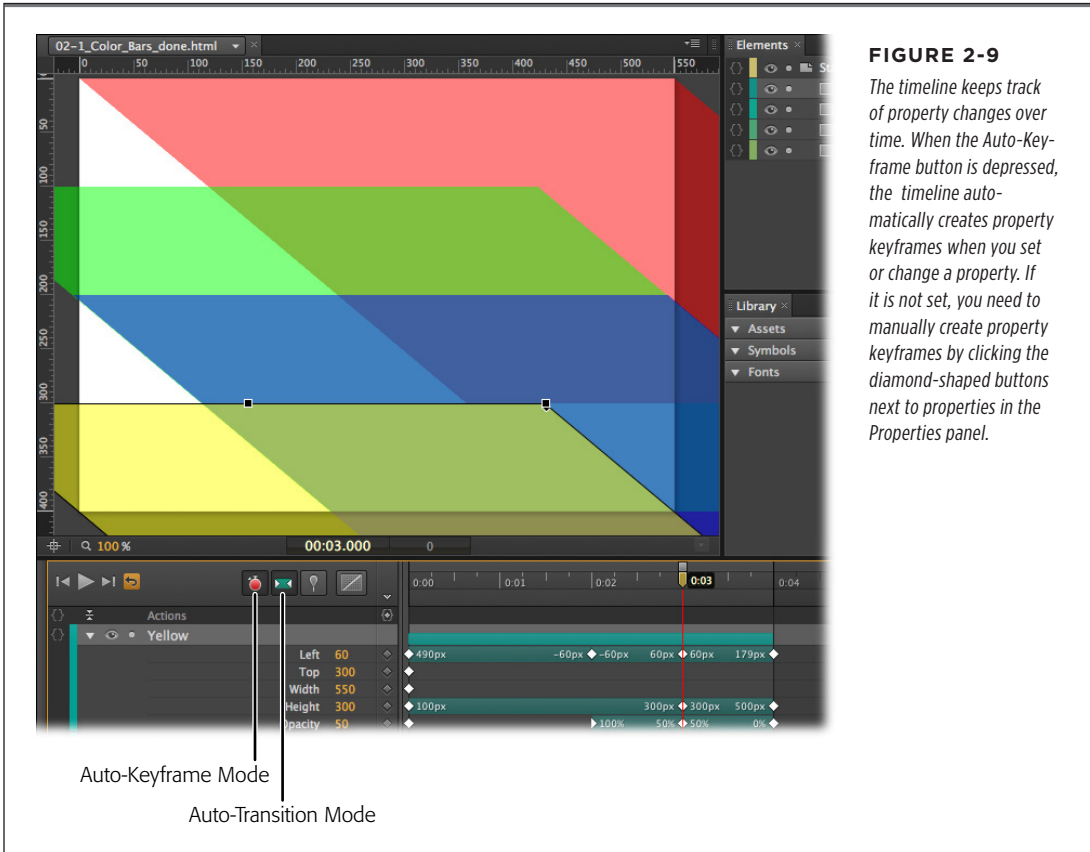 02-1_Color_Bars_done.html
0 50 100 150 200 250 300 350 400 450 500 550
0
50
100
150
200
250
300
350
400
100%
00:03.000
0
Elements
St
Library
Assets
Symbols
Fonts
FIGURE 2-9
The timeline keeps track
of property changes over
time. When the Auto-Key-
frame button is depressed,
the timeline auto-
matically creates property
keyframes when you set
or change a property. If
it is not set, you need to
manually create property
keyframes by clicking the
diamond-shaped buttons
next to properties in the
Properties panel.
0:00 0:01 0:02 0:03 0:04
Actions
Yellow
Left 60 490px -60px -60px 60px 60px 179px
Top 300
Width 550
Height 300 100px 300px 300px 500px
Opacity 50 100% 50% 50% 0%
Auto-Keyframe Mode
Auto-Transition Mode